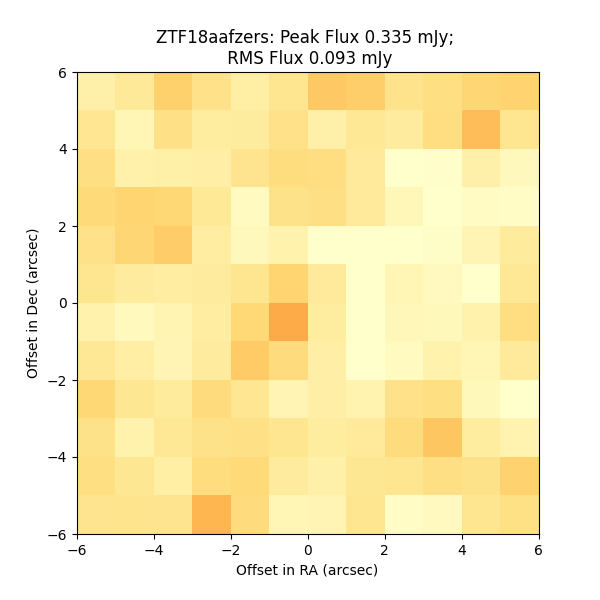 ZTF18aafzers: Peak Flux 0.335 mJy;
RMS Flux 0.093 mJy
6
4
2
0
−2
−4
−6
Offset in Dec (arcsec)
−6 −4 −2 0 2 4 6
Offset in RA (arcsec)